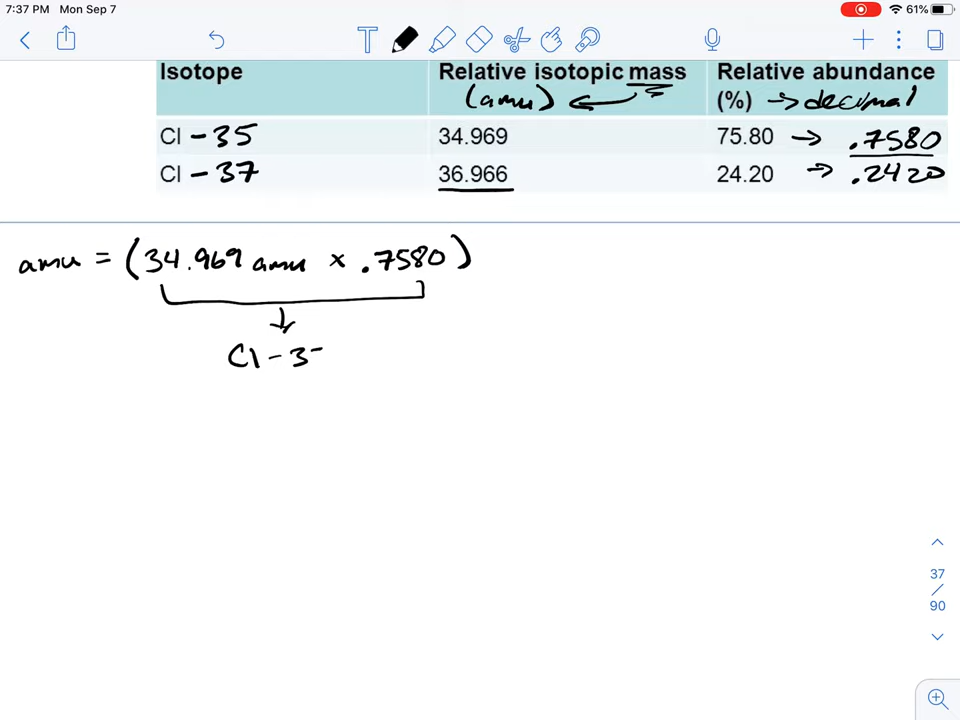 7:37 PM Mon Sep 7 61%
T
Isotope Relative isotopic mass Relative abundance
(amu) (%) → decimal
Cl - 35 34.969 75.80 → .7580
Cl - 37 36.966 24.20 → .2420
amu = (34.969 amu × .7580)
Cl - 3
37
/
90